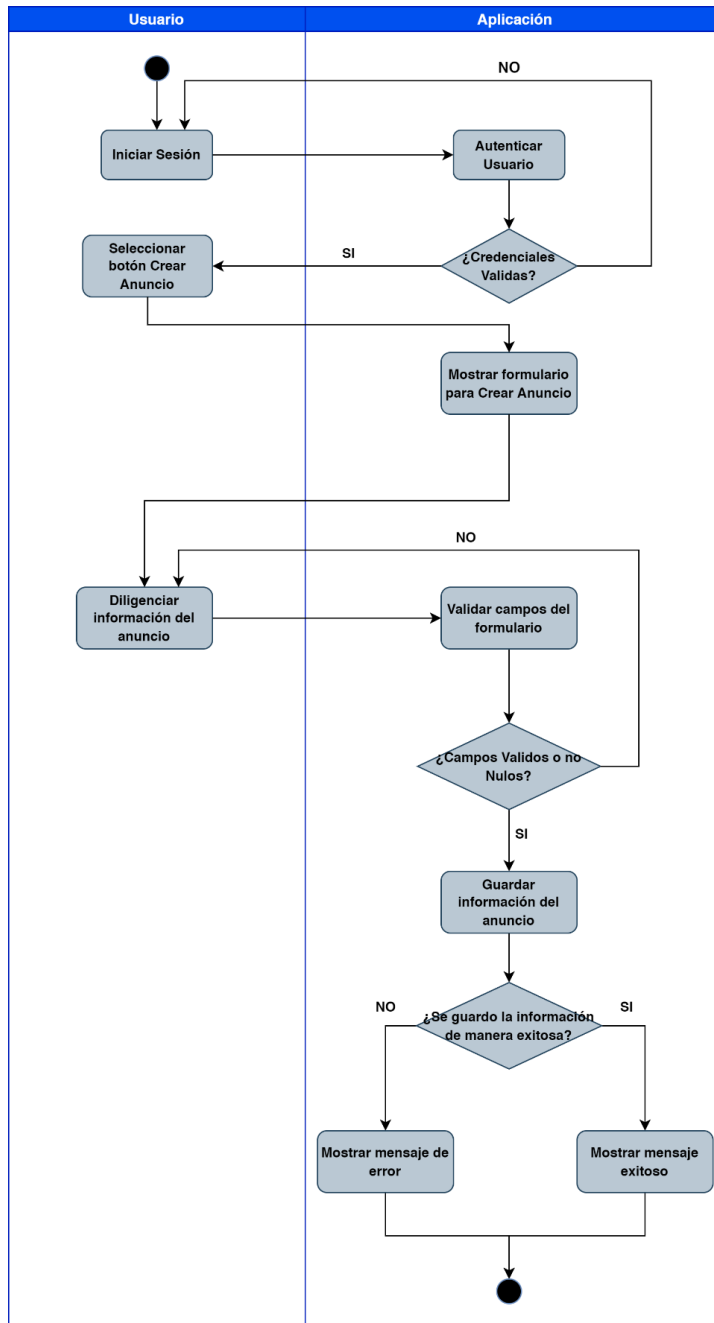 Usuario
Aplicación
NO
Iniciar Sesión
Autenticar
Usuario
Seleccionar
botón Crear
Anuncio
SI
¿Credenciales
Validas?
Mostrar formulario
para Crear Anuncio
NO
Diligenciar
información del
anuncio
Validar campos del
formulario
¿Campos Validos o no
Nulos?
SI
Guardar
información del
anuncio
NO
¿Se guardo la información
de manera exitosa?
SI
Mostrar mensaje de
error
Mostrar mensaje
exitoso